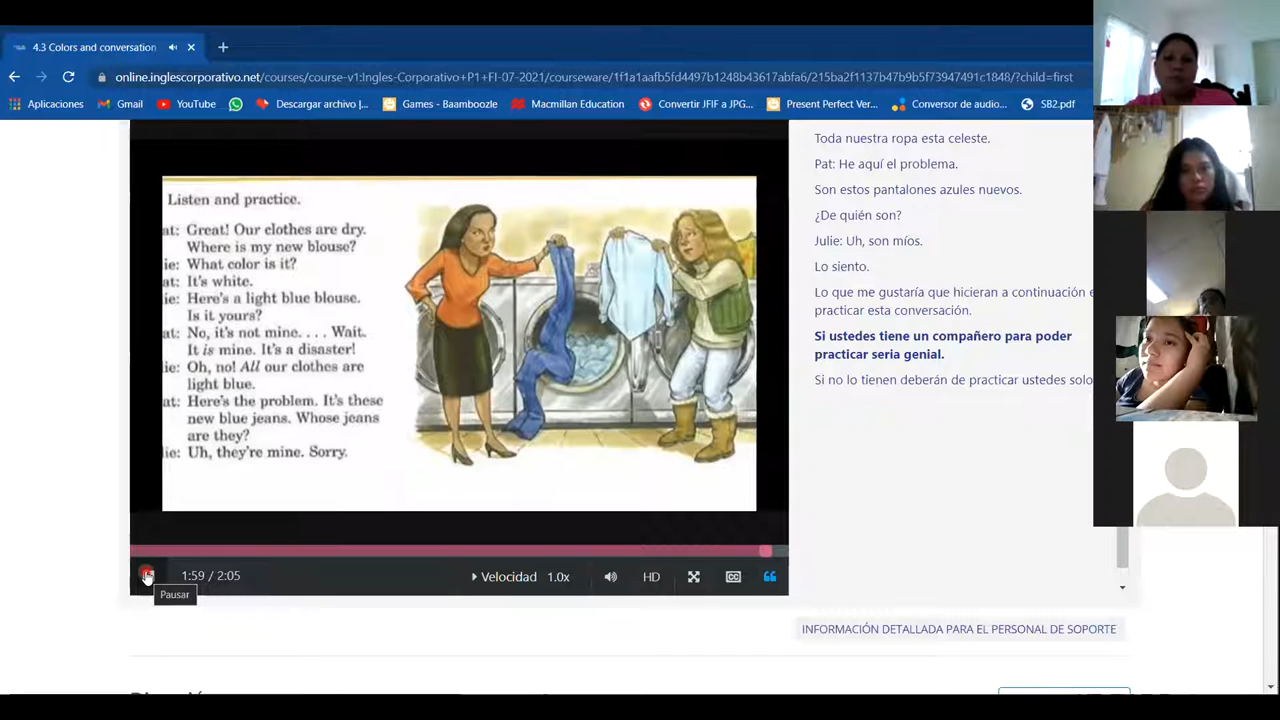 4.3 Colors and conversation
online.inglescorporativo.net/courses/course-v1:Ingles-Corporativo+P1+FI-07-2021/courseware/1f1a1aafb5fd4497b1248b43617abfa6/215ba2f1137b47b9b5f73947491c1848/?child=first
Aplicaciones Gmail YouTube Descargar archivo |... Games - Baamboozle Macmillan Education Convertir JFIF a JPG... Present Perfect Ver... Conversor de audio... SB2.pdf
Listen and practice.
at: Great! Our clothes are dry.
Where is my new blouse?
ie: What color is it?
at: It's white.
ie: Here's a light blue blouse.
Is it yours?
at: No, it's not mine. . . . Wait.
It is mine. It's a disaster!
ie: Oh, no! All our clothes are
light blue.
at: Here's the problem. It's these
new blue jeans. Whose jeans
are they?
ie: Uh, they're mine. Sorry.
Toda nuestra ropa esta celeste.
Pat: He aquí el problema.
Son estos pantalones azules nuevos.
¿De quién son?
Julie: Uh, son míos.
Lo siento.
Lo que me gustaría que hicieran a continuación e
practicar esta conversación.
Si ustedes tiene un compañero para poder
practicar seria genial.
Si no lo tienen deberán de practicar ustedes solo
1:59 / 2:05
Velocidad 1.0x HD CC
Pausar
INFORMACIÓN DETALLADA PARA EL PERSONAL DE SOPORTE